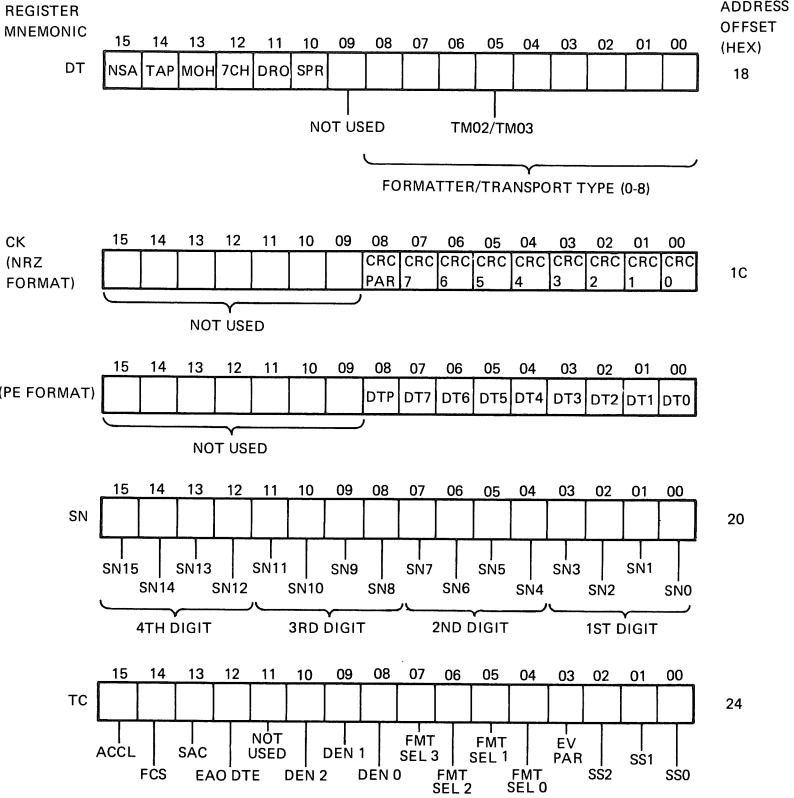 REGISTER MNEMONIC
ADDRESS OFFSET (HEX)
15 14 13 12 11 10 09 08 07 06 05 04 03 02 01 00
DT NSA TAP MOH 7CH DRO SPR 18
NOT USED TM02/TM03
FORMATTER/TRANSPORT TYPE (0-8)
15 14 13 12 11 10 09 08 07 06 05 04 03 02 01 00
CK (NRZ FORMAT) CRC PAR CRC 7 CRC 6 CRC 5 CRC 4 CRC 3 CRC 2 CRC 1 CRC 0 1C
NOT USED
15 14 13 12 11 10 09 08 07 06 05 04 03 02 01 00
(PE FORMAT) DTP DT7 DT6 DT5 DT4 DT3 DT2 DT1 DT0
NOT USED
15 14 13 12 11 10 09 08 07 06 05 04 03 02 01 00
SN 20
SN15 SN14 SN13 SN12 SN11 SN10 SN9 SN8 SN7 SN6 SN5 SN4 SN3 SN2 SN1 SN0
4TH DIGIT 3RD DIGIT 2ND DIGIT 1ST DIGIT
15 14 13 12 11 10 09 08 07 06 05 04 03 02 01 00
TC 24
ACCL FCS SAC EAO DTE NOT USED DEN 2 DEN 1 DEN 0 FMT SEL 3 FMT SEL 2 FMT SEL 1 FMT SEL 0 EV PAR SS2 SS1 SS0